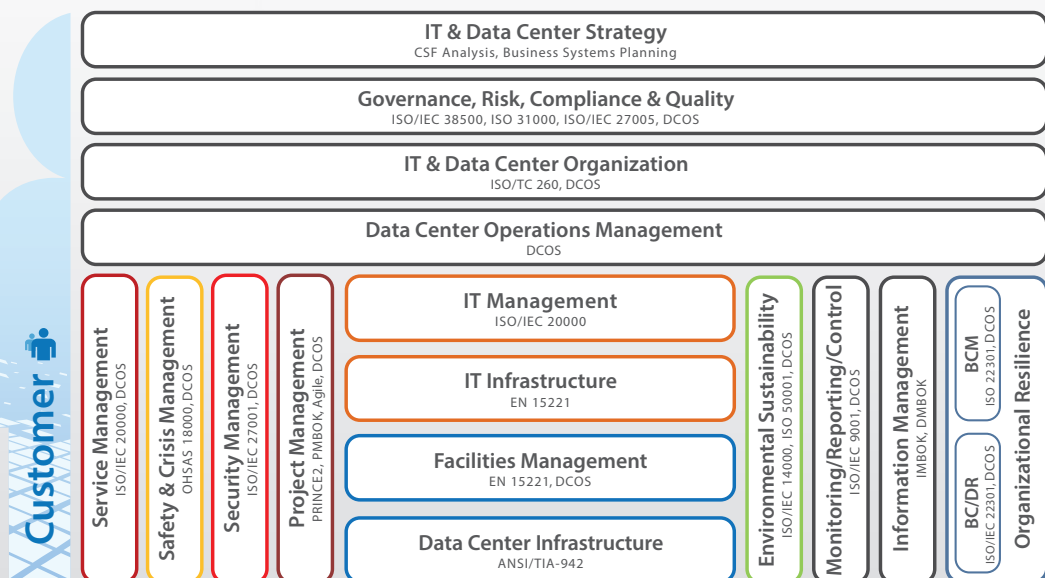 IT & Data Center Strategy
CSF Analysis, Business Systems Planning
Governance, Risk, Compliance & Quality
ISO/IEC 38500, ISO 31000, ISO/IEC 27005, DCOS
IT & Data Center Organization
ISO/TC 260, DCOS
Data Center Operations Management
DCOS
Customer
Service Management
ISO/IEC 20000, DCOS
Safety & Crisis Management
OHSAS 18000, DCOS
Security Management
ISO/IEC 27001, DCOS
Project Management
PRINCE2, PMBOK, Agile, DCOS
IT Management
ISO/IEC 20000
IT Infrastructure
EN 15221
Facilities Management
EN 15221, DCOS
Data Center Infrastructure
ANSI/TIA-942
Environmental Sustainability
ISO/IEC 14000, ISO 50001, DCOS
Monitoring/Reporting/Control
ISO/IEC 9001, DCOS
Information Management
IMBOK, DMBOK
BCM
ISO 22301, DCOS
BC/DR
ISO/IEC 22301, DCOS
Organizational Resilience